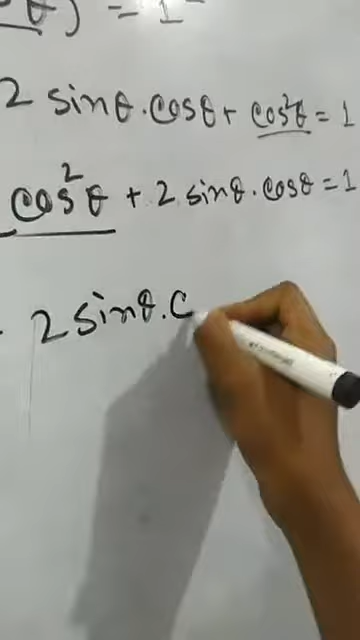 θ) = 1
2 sinθ.cosθ + cos²θ = 1
cos²θ + 2 sinθ.cosθ = 1
2 sinθ.c